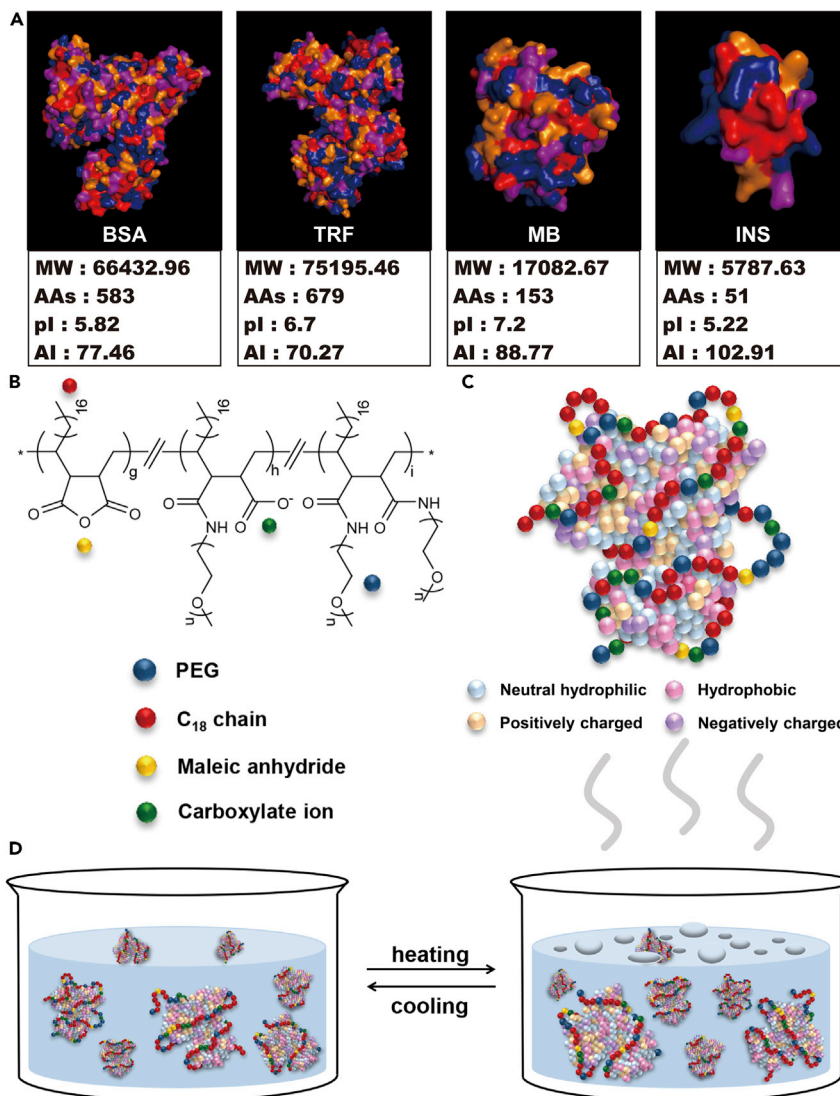 A
BSA
MW : 66432.96
AAs : 583
pI : 5.82
AI : 77.46
TRF
MW : 75195.46
AAs : 679
pI : 6.7
AI : 70.27
MB
MW : 17082.67
AAs : 153
pI : 7.2
AI : 88.77
INS
MW : 5787.63
AAs : 51
pI : 5.22
AI : 102.91
B
16
16
16
*
g
h
i
*
O
O
O
O
O
O⁻
O
O
NH
NH
NH
O
n
O
n
O
n
PEG
C₁₈ chain
Maleic anhydride
Carboxylate ion
C
Neutral hydrophilic
Hydrophobic
Positively charged
Negatively charged
D
heating
cooling